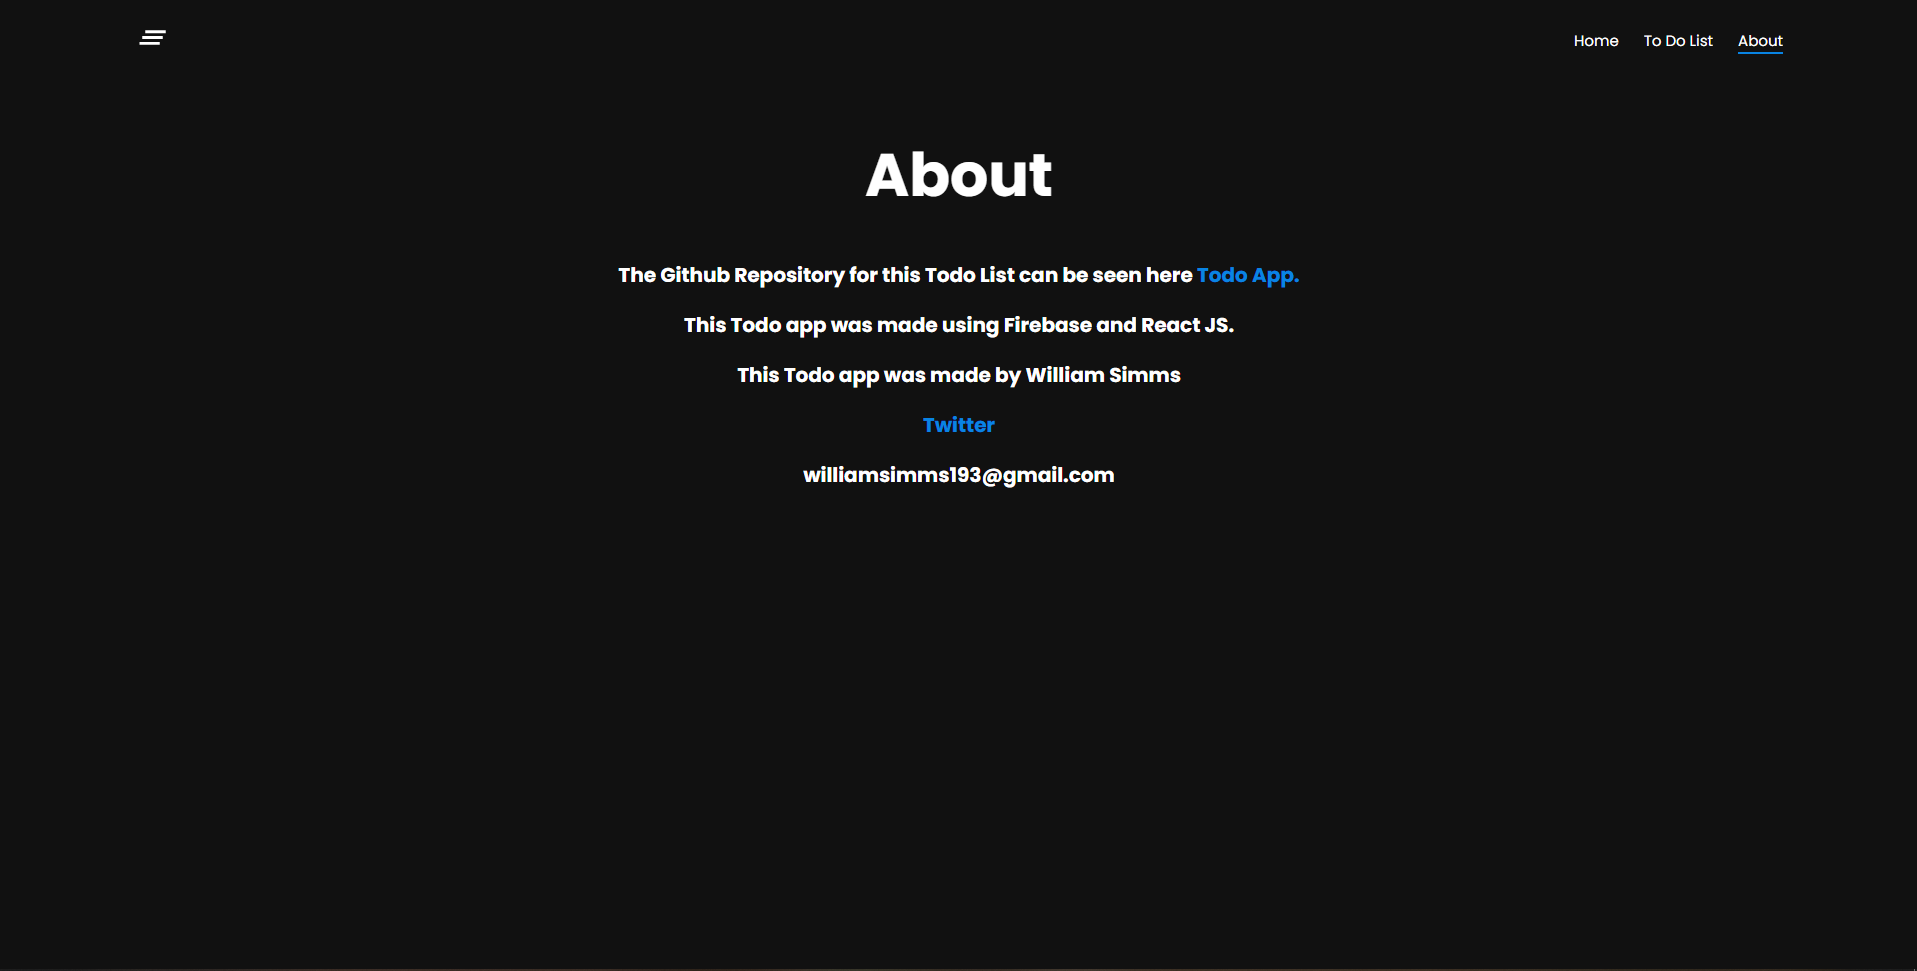 Home To Do List About
About
The Github Repository for this Todo List can be seen here Todo App.
This Todo app was made using Firebase and React JS.
This Todo app was made by William Simms
Twitter
williamsimms193@gmail.com